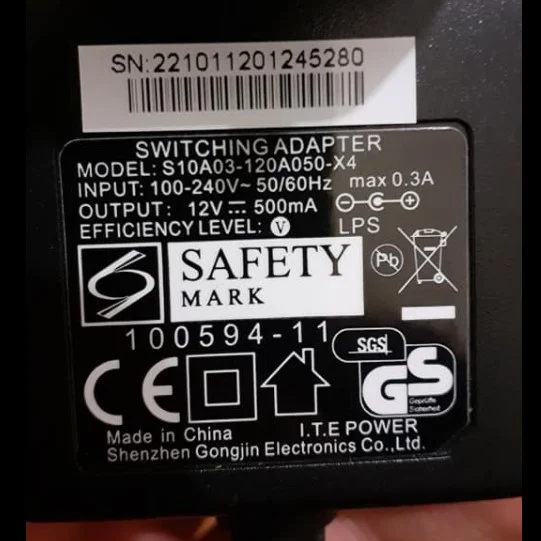 SN:221011201245280
SWITCHING ADAPTER
MODEL: S10A03-120A050-X4
INPUT: 100-240V~ 50/60Hz max 0.3A
OUTPUT: 12V⎓ 500mA
EFFICIENCY LEVEL: V LPS
SAFETY
MARK
Pb
100594-11
SGS
CE
GS
Geprüfte
Sicherheit
Made in China
I.T.E POWER
Shenzhen Gongjin Electronics Co.,Ltd.